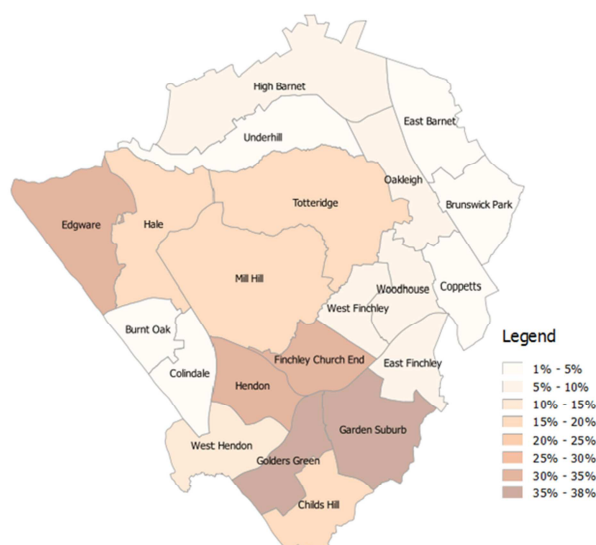 High Barnet
East Barnet
Underhill
Oakleigh
Totteridge
Brunswick Park
Edgware
Hale
Mill Hill
Woodhouse
Coppetts
West Finchley
Burnt Oak
Finchley Church End
East Finchley
Colindale
Hendon
Garden Suburb
West Hendon
Golders Green
Childs Hill
Legend
1% - 5%
5% - 10%
10% - 15%
15% - 20%
20% - 25%
25% - 30%
30% - 35%
35% - 38%